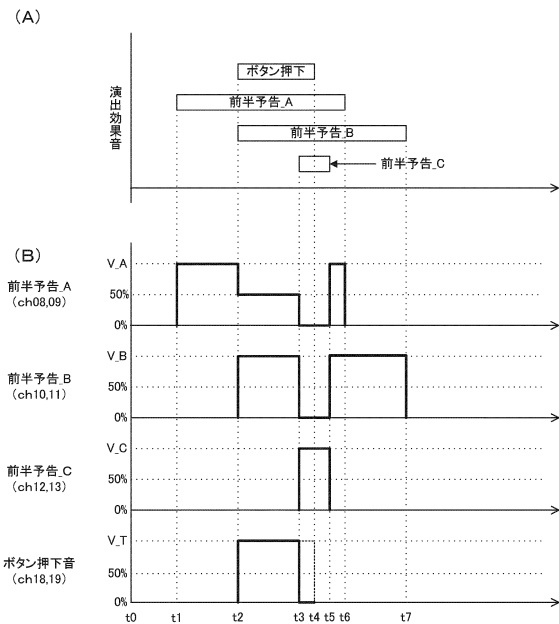 (A)
演出効果音
ボタン押下
前半予告_A
前半予告_B
前半予告_C
(B)
前半予告_A
(ch08,09)
V_A
50%
0%
前半予告_B
(ch10,11)
V_B
50%
0%
前半予告_C
(ch12,13)
V_C
50%
0%
ボタン押下音
(ch18,19)
V_T
50%
0%
t0 t1 t2 t3 t4 t5 t6 t7